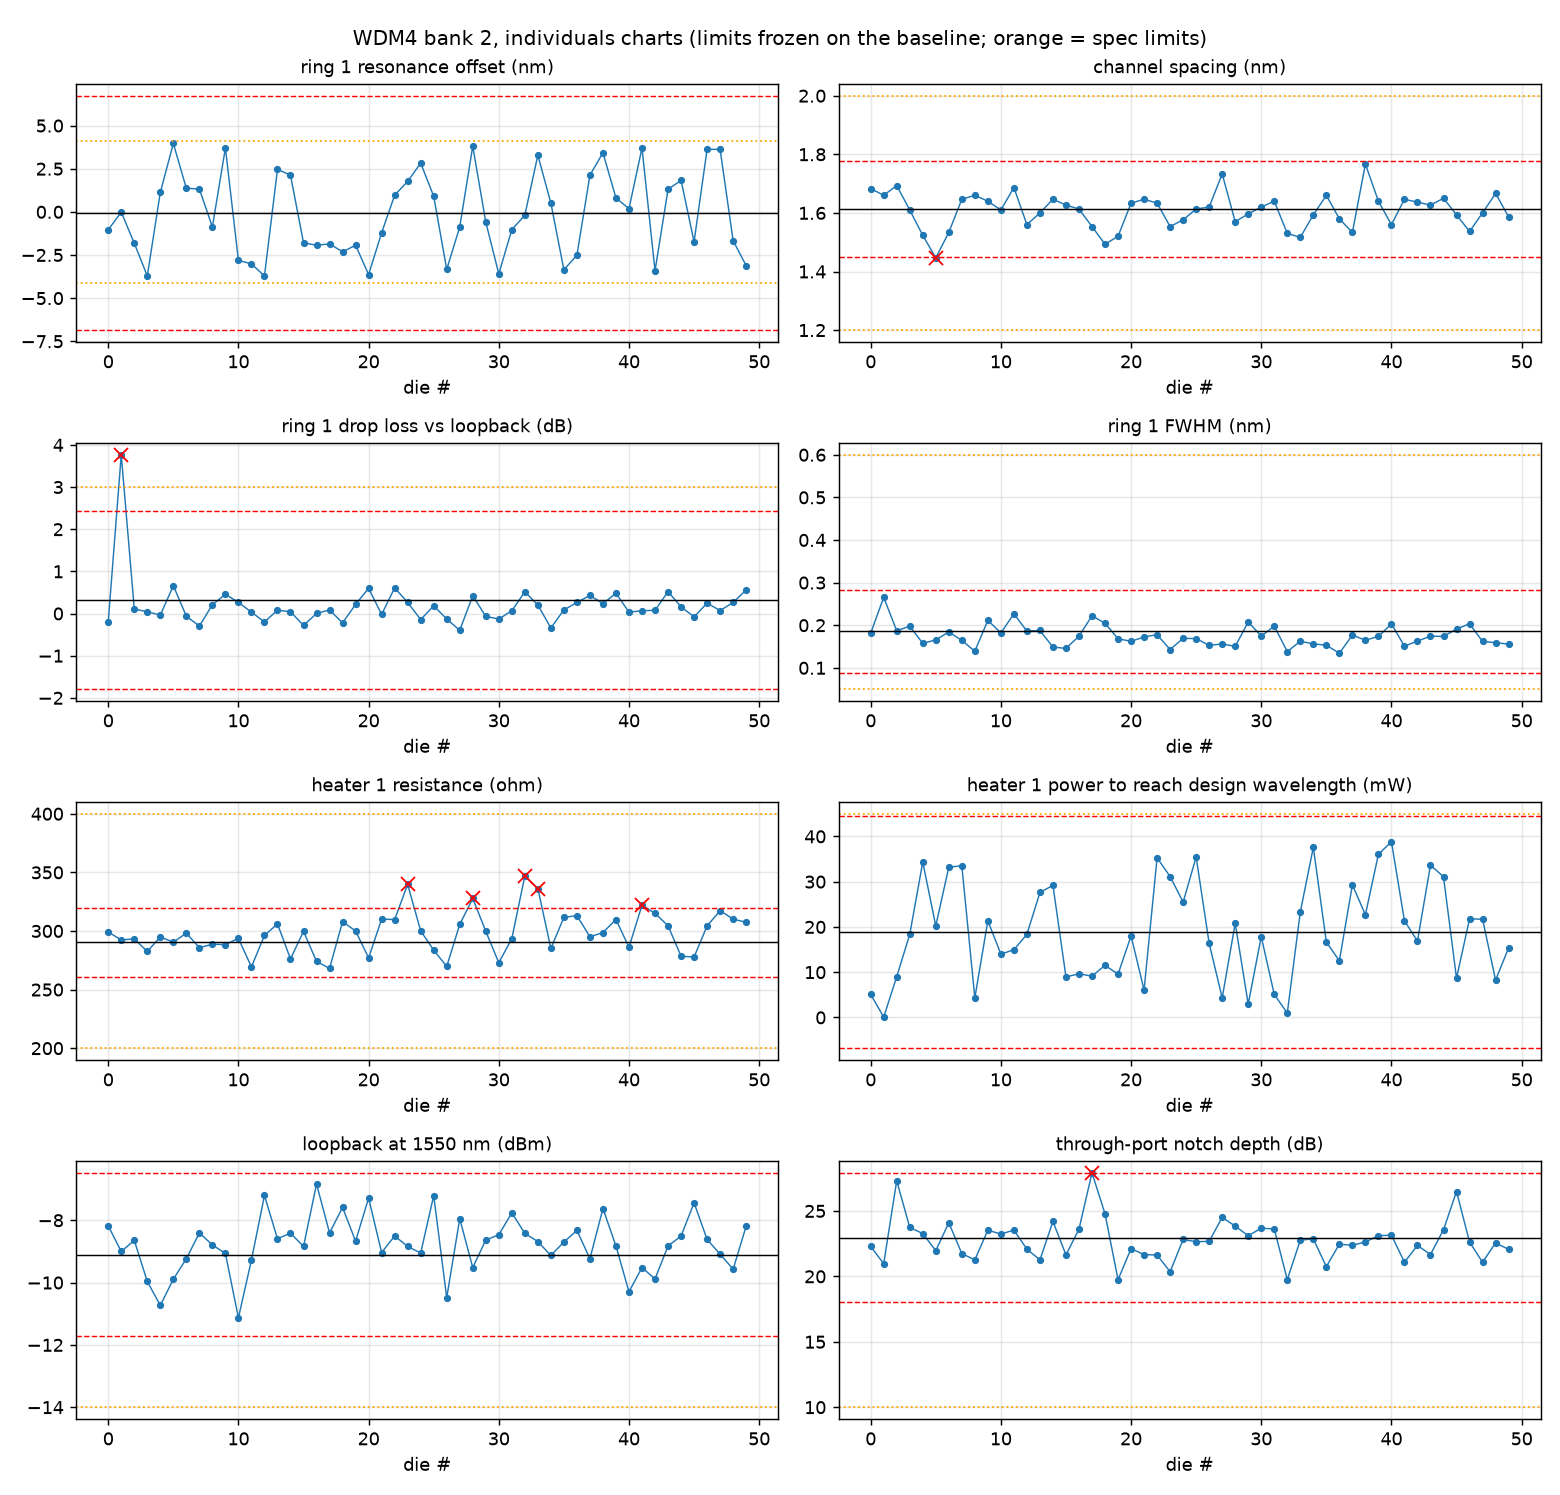 WDM4 bank 2, individuals charts (limits frozen on the baseline; orange = spec limits)
ring 1 resonance offset (nm)
5.0
2.5
0.0
−2.5
−5.0
−7.5
0 10 20 30 40 50
die #
channel spacing (nm)
2.0
1.8
1.6
1.4
1.2
0 10 20 30 40 50
die #
ring 1 drop loss vs loopback (dB)
4
3
2
1
0
−1
−2
0 10 20 30 40 50
die #
ring 1 FWHM (nm)
0.6
0.5
0.4
0.3
0.2
0.1
0 10 20 30 40 50
die #
heater 1 resistance (ohm)
400
350
300
250
200
0 10 20 30 40 50
die #
heater 1 power to reach design wavelength (mW)
40
30
20
10
0
0 10 20 30 40 50
die #
loopback at 1550 nm (dBm)
−8
−10
−12
−14
0 10 20 30 40 50
die #
through-port notch depth (dB)
25
20
15
10
0 10 20 30 40 50
die #